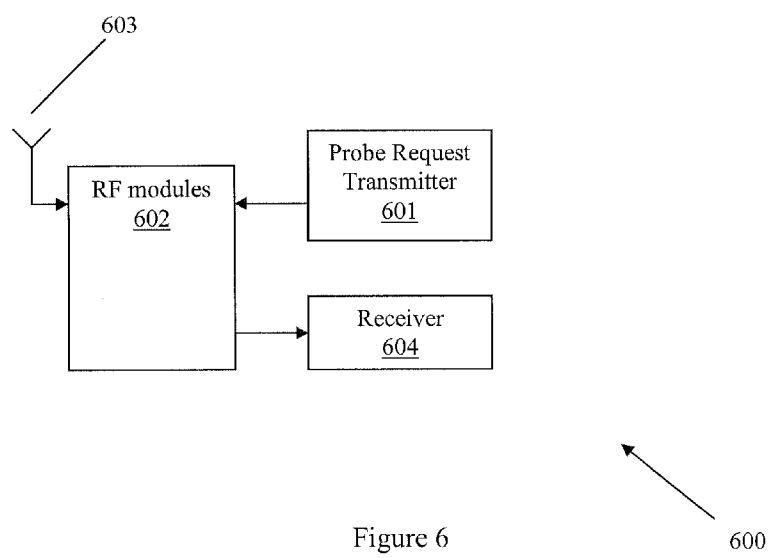 603
Probe Request
Transmitter
601
RF modules
602
Receiver
604
Figure 6
600